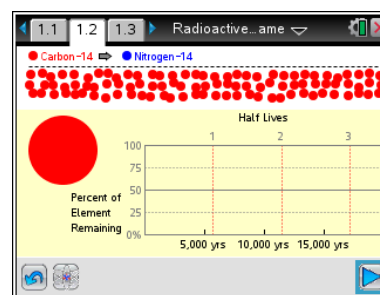 1.1 1.2 1.3 Radioactive…ame
Carbon-14 ⇨ Nitrogen-14
Half Lives
1 2 3
100
75
Percent of 50
Element 25
Remaining 0%
5,000 yrs 10,000 yrs 15,000 yrs